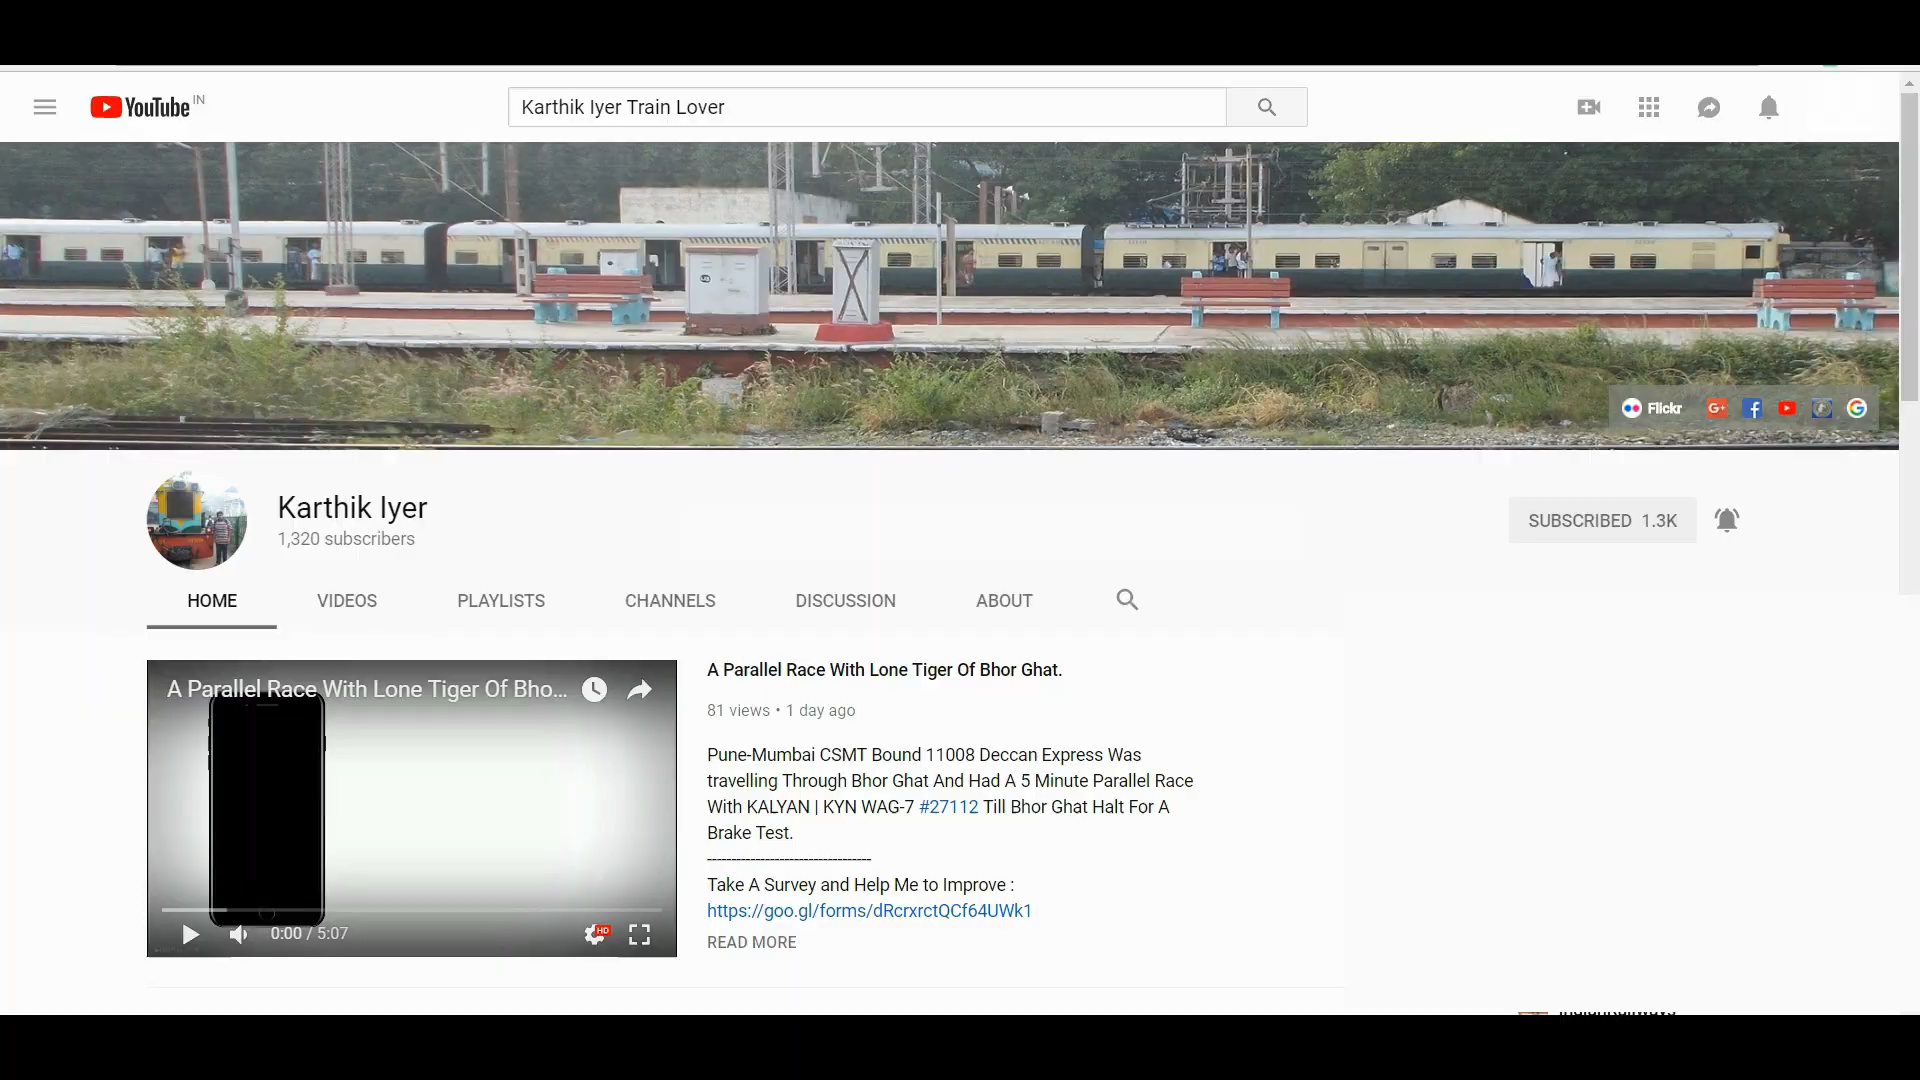 YouTube IN
Karthik Iyer Train Lover
Flickr
Karthik Iyer
1,320 subscribers
SUBSCRIBED 1.3K
HOME VIDEOS PLAYLISTS CHANNELS DISCUSSION ABOUT
A Parallel Race With Lone Tiger Of Bho...
0:00 / 5:07
HD
A Parallel Race With Lone Tiger Of Bhor Ghat.
81 views • 1 day ago
Pune-Mumbai CSMT Bound 11008 Deccan Express Was
travelling Through Bhor Ghat And Had A 5 Minute Parallel Race
With KALYAN | KYN WAG-7 #27112 Till Bhor Ghat Halt For A
Brake Test.
----------------------------------
Take A Survey and Help Me to Improve :
https://goo.gl/forms/dRcrxrctQCf64UWk1
READ MORE